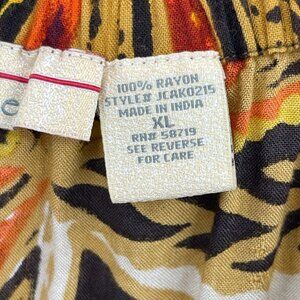 100% RAYON
STYLE# JCAK0215
MADE IN INDIA
XL
RN# 58719
SEE REVERSE
FOR CARE
e